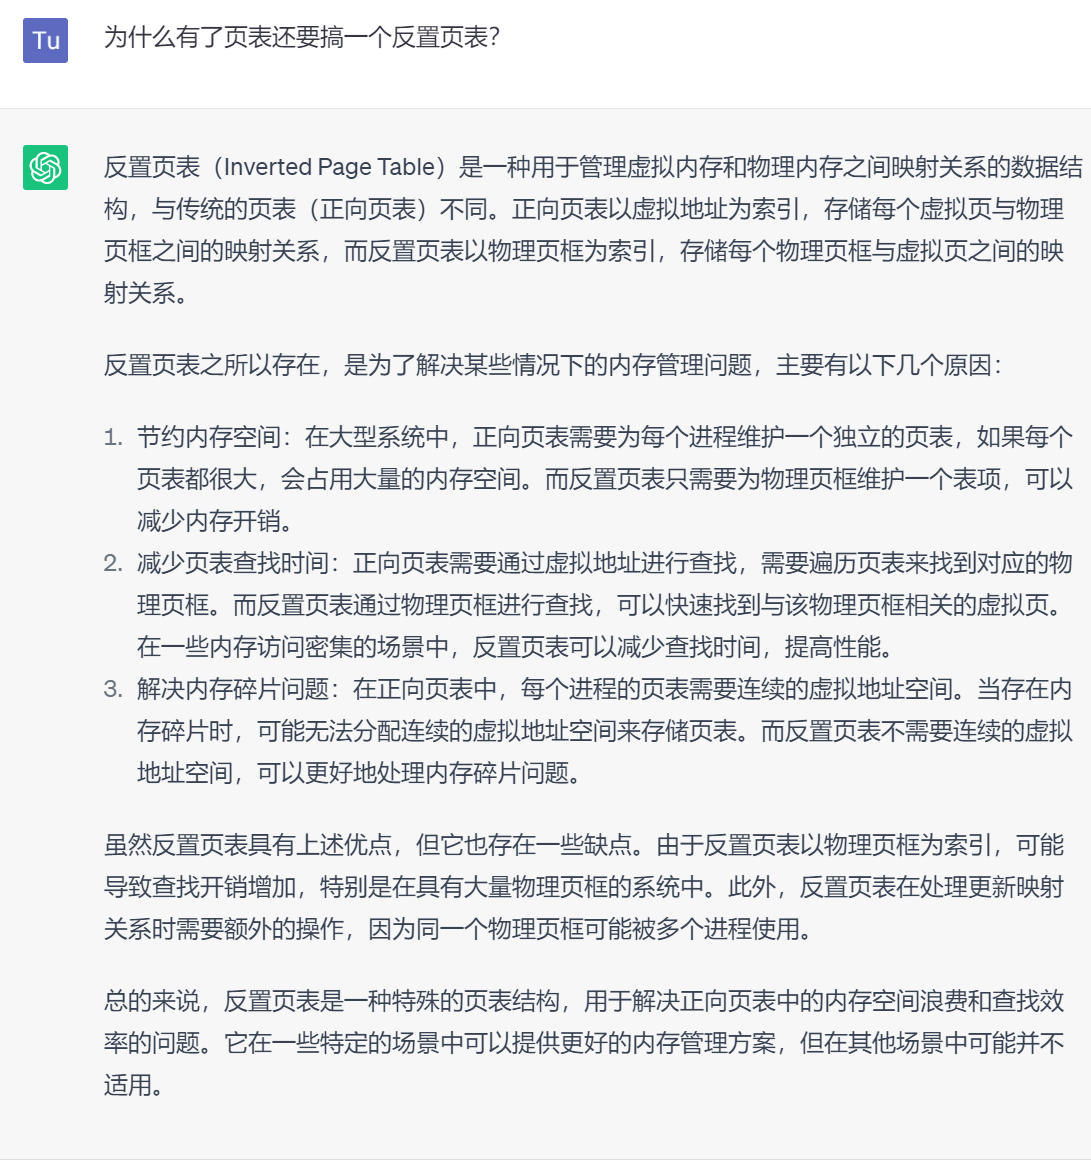 Tu
为什么有了页表还要搞一个反置页表？
反置页表（Inverted Page Table）是一种用于管理虚拟内存和物理内存之间映射关系的数据结
构，与传统的页表（正向页表）不同。正向页表以虚拟地址为索引，存储每个虚拟页与物理
页框之间的映射关系，而反置页表以物理页框为索引，存储每个物理页框与虚拟页之间的映
射关系。
反置页表之所以存在，是为了解决某些情况下的内存管理问题，主要有以下几个原因：
1. 节约内存空间：在大型系统中，正向页表需要为每个进程维护一个独立的页表，如果每个
页表都很大，会占用大量的内存空间。而反置页表只需要为物理页框维护一个表项，可以
减少内存开销。
2. 减少页表查找时间：正向页表需要通过虚拟地址进行查找，需要遍历页表来找到对应的物
理页框。而反置页表通过物理页框进行查找，可以快速找到与该物理页框相关的虚拟页。
在一些内存访问密集的场景中，反置页表可以减少查找时间，提高性能。
3. 解决内存碎片问题：在正向页表中，每个进程的页表需要连续的虚拟地址空间。当存在内
存碎片时，可能无法分配连续的虚拟地址空间来存储页表。而反置页表不需要连续的虚拟
地址空间，可以更好地处理内存碎片问题。
虽然反置页表具有上述优点，但它也存在一些缺点。由于反置页表以物理页框为索引，可能
导致查找开销增加，特别是在具有大量物理页框的系统中。此外，反置页表在处理更新映射
关系时需要额外的操作，因为同一个物理页框可能被多个进程使用。
总的来说，反置页表是一种特殊的页表结构，用于解决正向页表中的内存空间浪费和查找效
率的问题。它在一些特定的场景中可以提供更好的内存管理方案，但在其他场景中可能并不
适用。